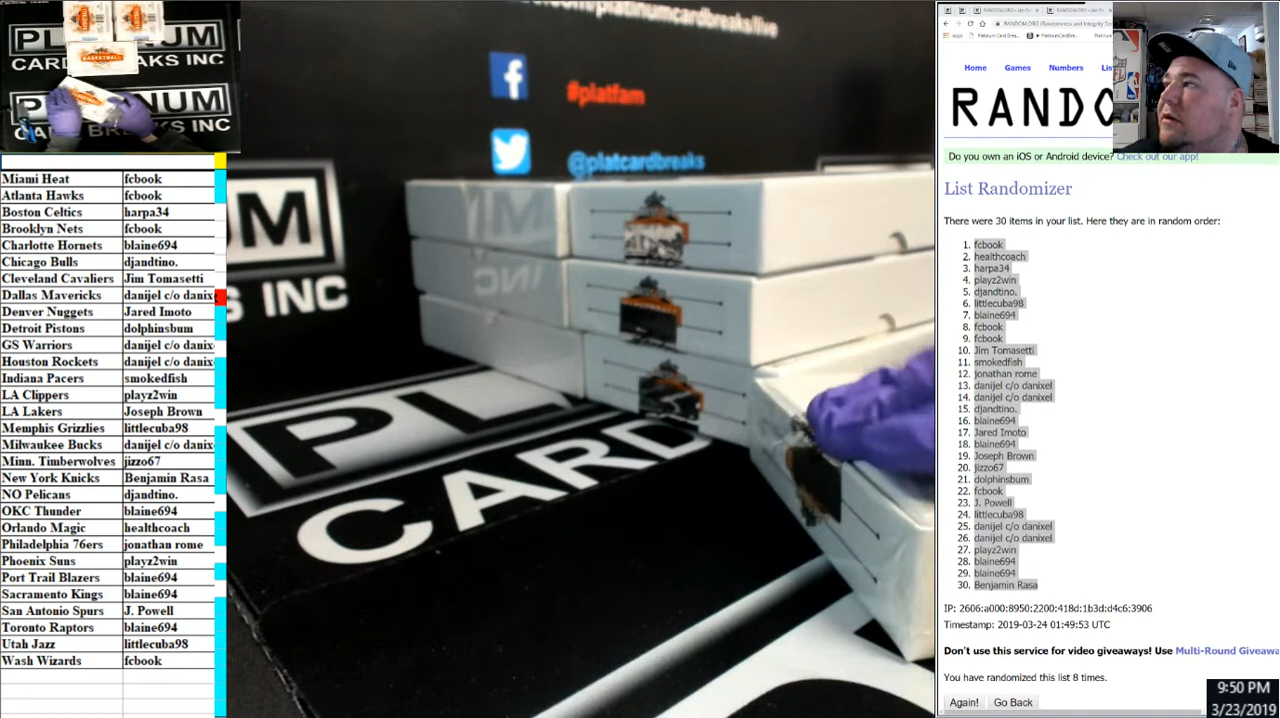 PLATINUM
CARD BREAKS INC
BASKETBALL
CARD BREAKS INC
Miami Heat fcbook
Atlanta Hawks fcbook
Boston Celtics harpa34
Brooklyn Nets fcbook
Charlotte Hornets blaine694
Chicago Bulls djandtino.
Cleveland Cavaliers Jim Tomasetti
Dallas Mavericks danijel c/o danix
Denver Nuggets Jared Imoto
Detroit Pistons dolphinsbum
GS Warriors danijel c/o danix
Houston Rockets danijel c/o danix
Indiana Pacers smokedfish
LA Clippers playz2win
LA Lakers Joseph Brown
Memphis Grizzlies littlecuba98
Milwaukee Bucks danijel c/o danix
Minn. Timberwolves jizzo67
New York Knicks Benjamin Rasa
NO Pelicans djandtino.
OKC Thunder blaine694
Orlando Magic healthcoach
Philadelphia 76ers jonathan rome
Phoenix Suns playz2win
Port Trail Blazers blaine694
Sacramento Kings blaine694
San Antonio Spurs J. Powell
Toronto Raptors blaine694
Utah Jazz littlecuba98
Wash Wizards fcbook
/platinumcardbreaks/live
#platfam
@platcardbreaks
UM
S INC
PL
CARD
Home Games Numbers Lis
RANDO
Do you own an iOS or Android device? Check out our app!
List Randomizer
There were 30 items in your list. Here they are in random order:
1. fcbook
2. healthcoach
3. harpa34
4. playz2win
5. djandtino.
6. littlecuba98
7. blaine694
8. fcbook
9. fcbook
10. Jim Tomasetti
11. smokedfish
12. jonathan rome
13. danijel c/o danixel
14. danijel c/o danixel
15. djandtino.
16. blaine694
17. Jared Imoto
18. blaine694
19. Joseph Brown
20. jizzo67
21. dolphinsbum
22. fcbook
23. J. Powell
24. littlecuba98
25. danijel c/o danixel
26. danijel c/o danixel
27. playz2win
28. blaine694
29. blaine694
30. Benjamin Rasa
IP: 2606:a000:8950:2200:418d:1b3d:d4c6:3906
Timestamp: 2019-03-24 01:49:53 UTC
Don't use this service for video giveaways! Use Multi-Round Giveawa
You have randomized this list 8 times.
Again! Go Back
9:50 PM
3/23/2019